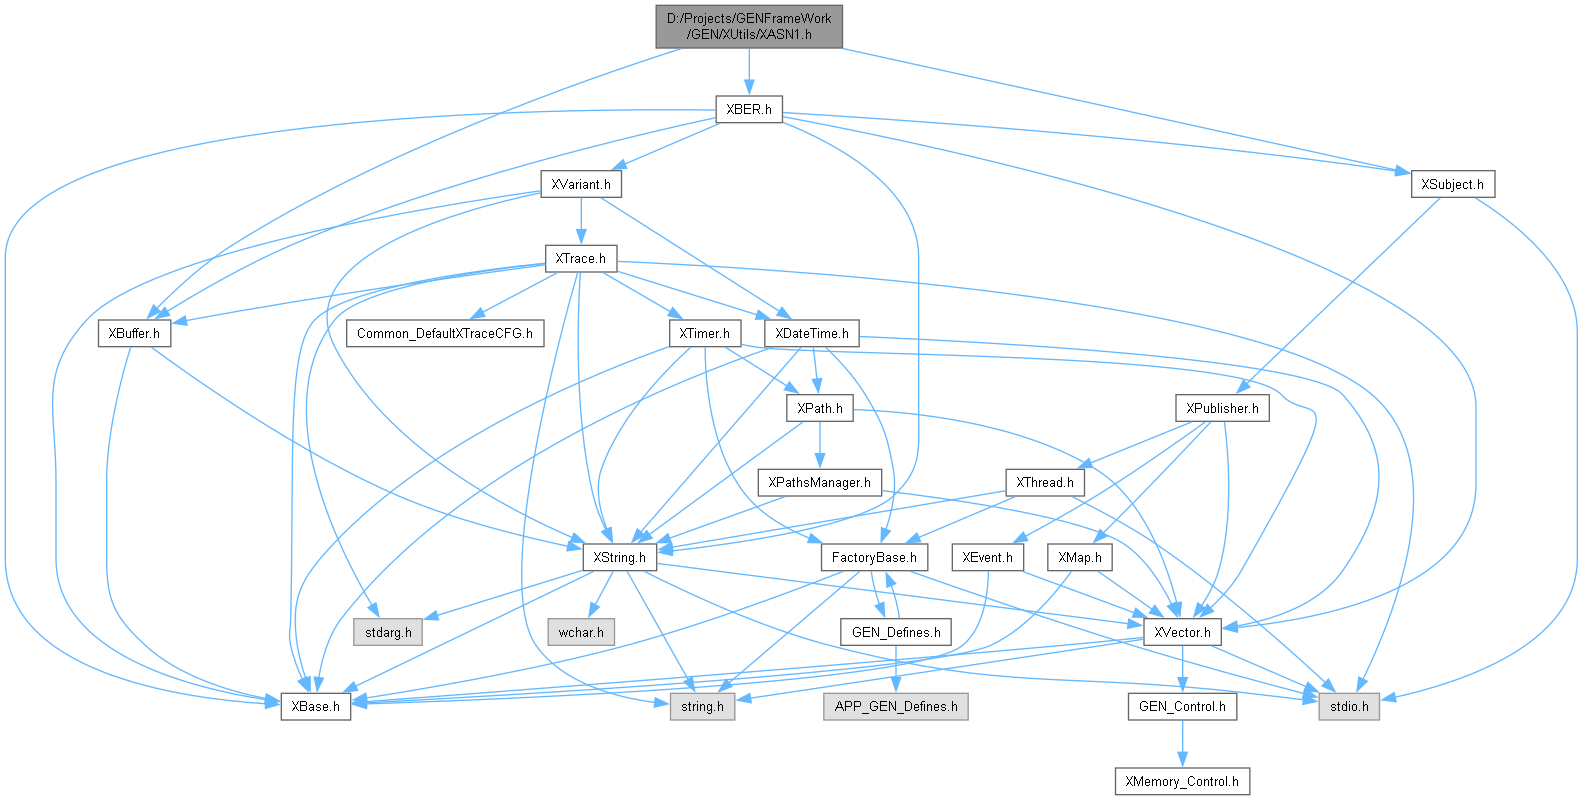 D:/Projects/GENFrameWork
/GEN/XUtils/XASN1.h
XBER.h
XVariant.h
XSubject.h
XTrace.h
XBuffer.h
Common_DefaultXTraceCFG.h
XTimer.h
XDateTime.h
XPath.h
XPublisher.h
XPathsManager.h
XThread.h
XString.h
FactoryBase.h
XEvent.h
XMap.h
stdarg.h
wchar.h
GEN_Defines.h
XVector.h
XBase.h
string.h
APP_GEN_Defines.h
GEN_Control.h
stdio.h
XMemory_Control.h